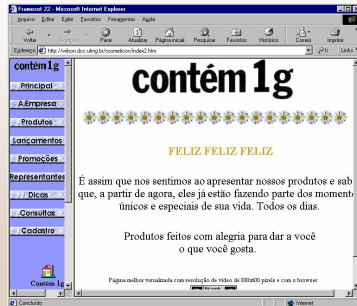 Framcent 22 - Microsoft Internet Explorer
Arquivo Editar Exibir Favoritos Ferramentas Ajuda
Voltar Parar Atualizar Página inicial Pesquisar Favoritos Histórico Correio Imprimir
Endereço http://wilson.dcc.ufmg.br/cosmeticos/index2.htm Ir Links
contém1g
contém1g
Principal
A Empresa
Produtos
Lançamentos
Promoções
Representantes
Dicas
Consultas
Cadastro
Contém 1g
FELIZ FELIZ FELIZ
É assim que nos sentimos ao apresentar nossos produtos e sab
que, a partir de agora, eles já estão fazendo parte dos momento
únicos e especiais de sua vida. Todos os dias.
Produtos feitos com alegria para dar a você
o que você gosta.
Página melhor visualizada com resolução de vídeo de 800x600 pixels e com o browser:
Concluído Internet